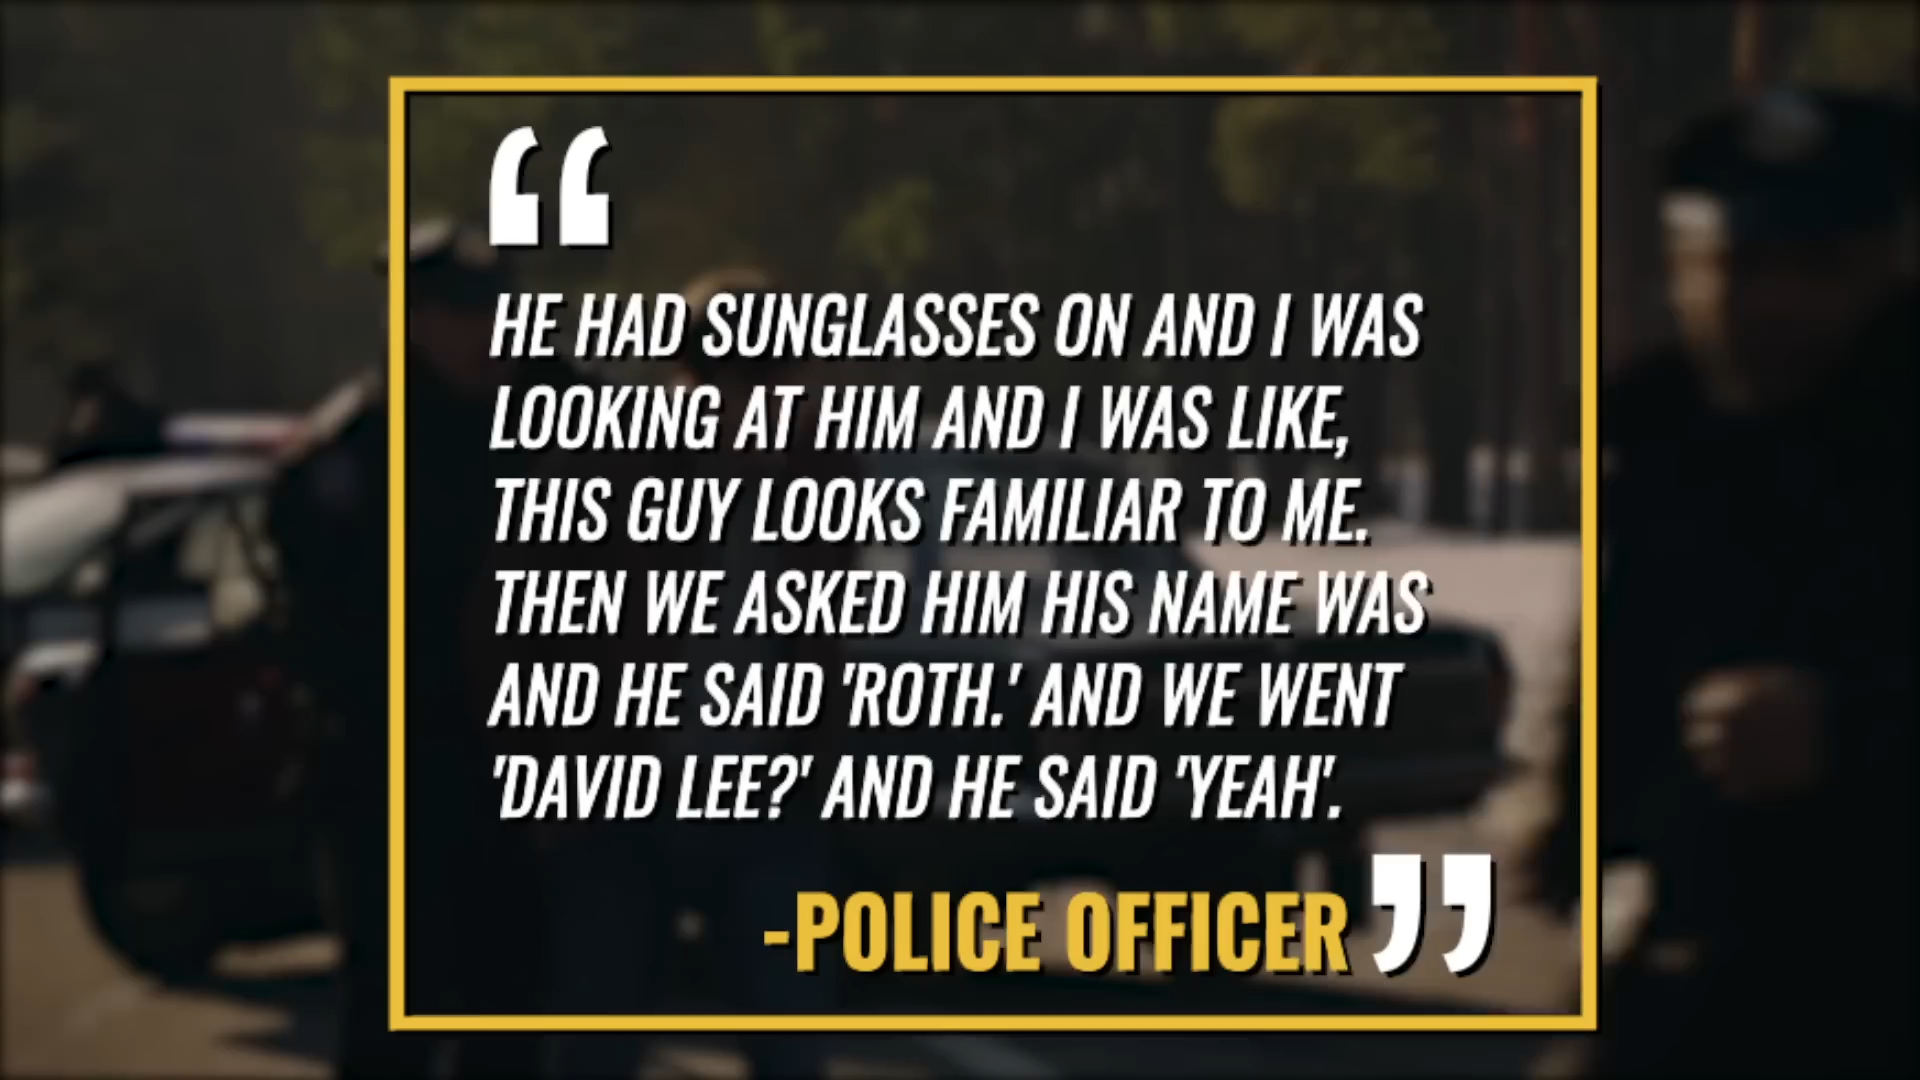 “
HE HAD SUNGLASSES ON AND I WAS
LOOKING AT HIM AND I WAS LIKE,
THIS GUY LOOKS FAMILIAR TO ME.
THEN WE ASKED HIM HIS NAME WAS
AND HE SAID 'ROTH.' AND WE WENT
'DAVID LEE?' AND HE SAID 'YEAH'.
-POLICE OFFICER ”